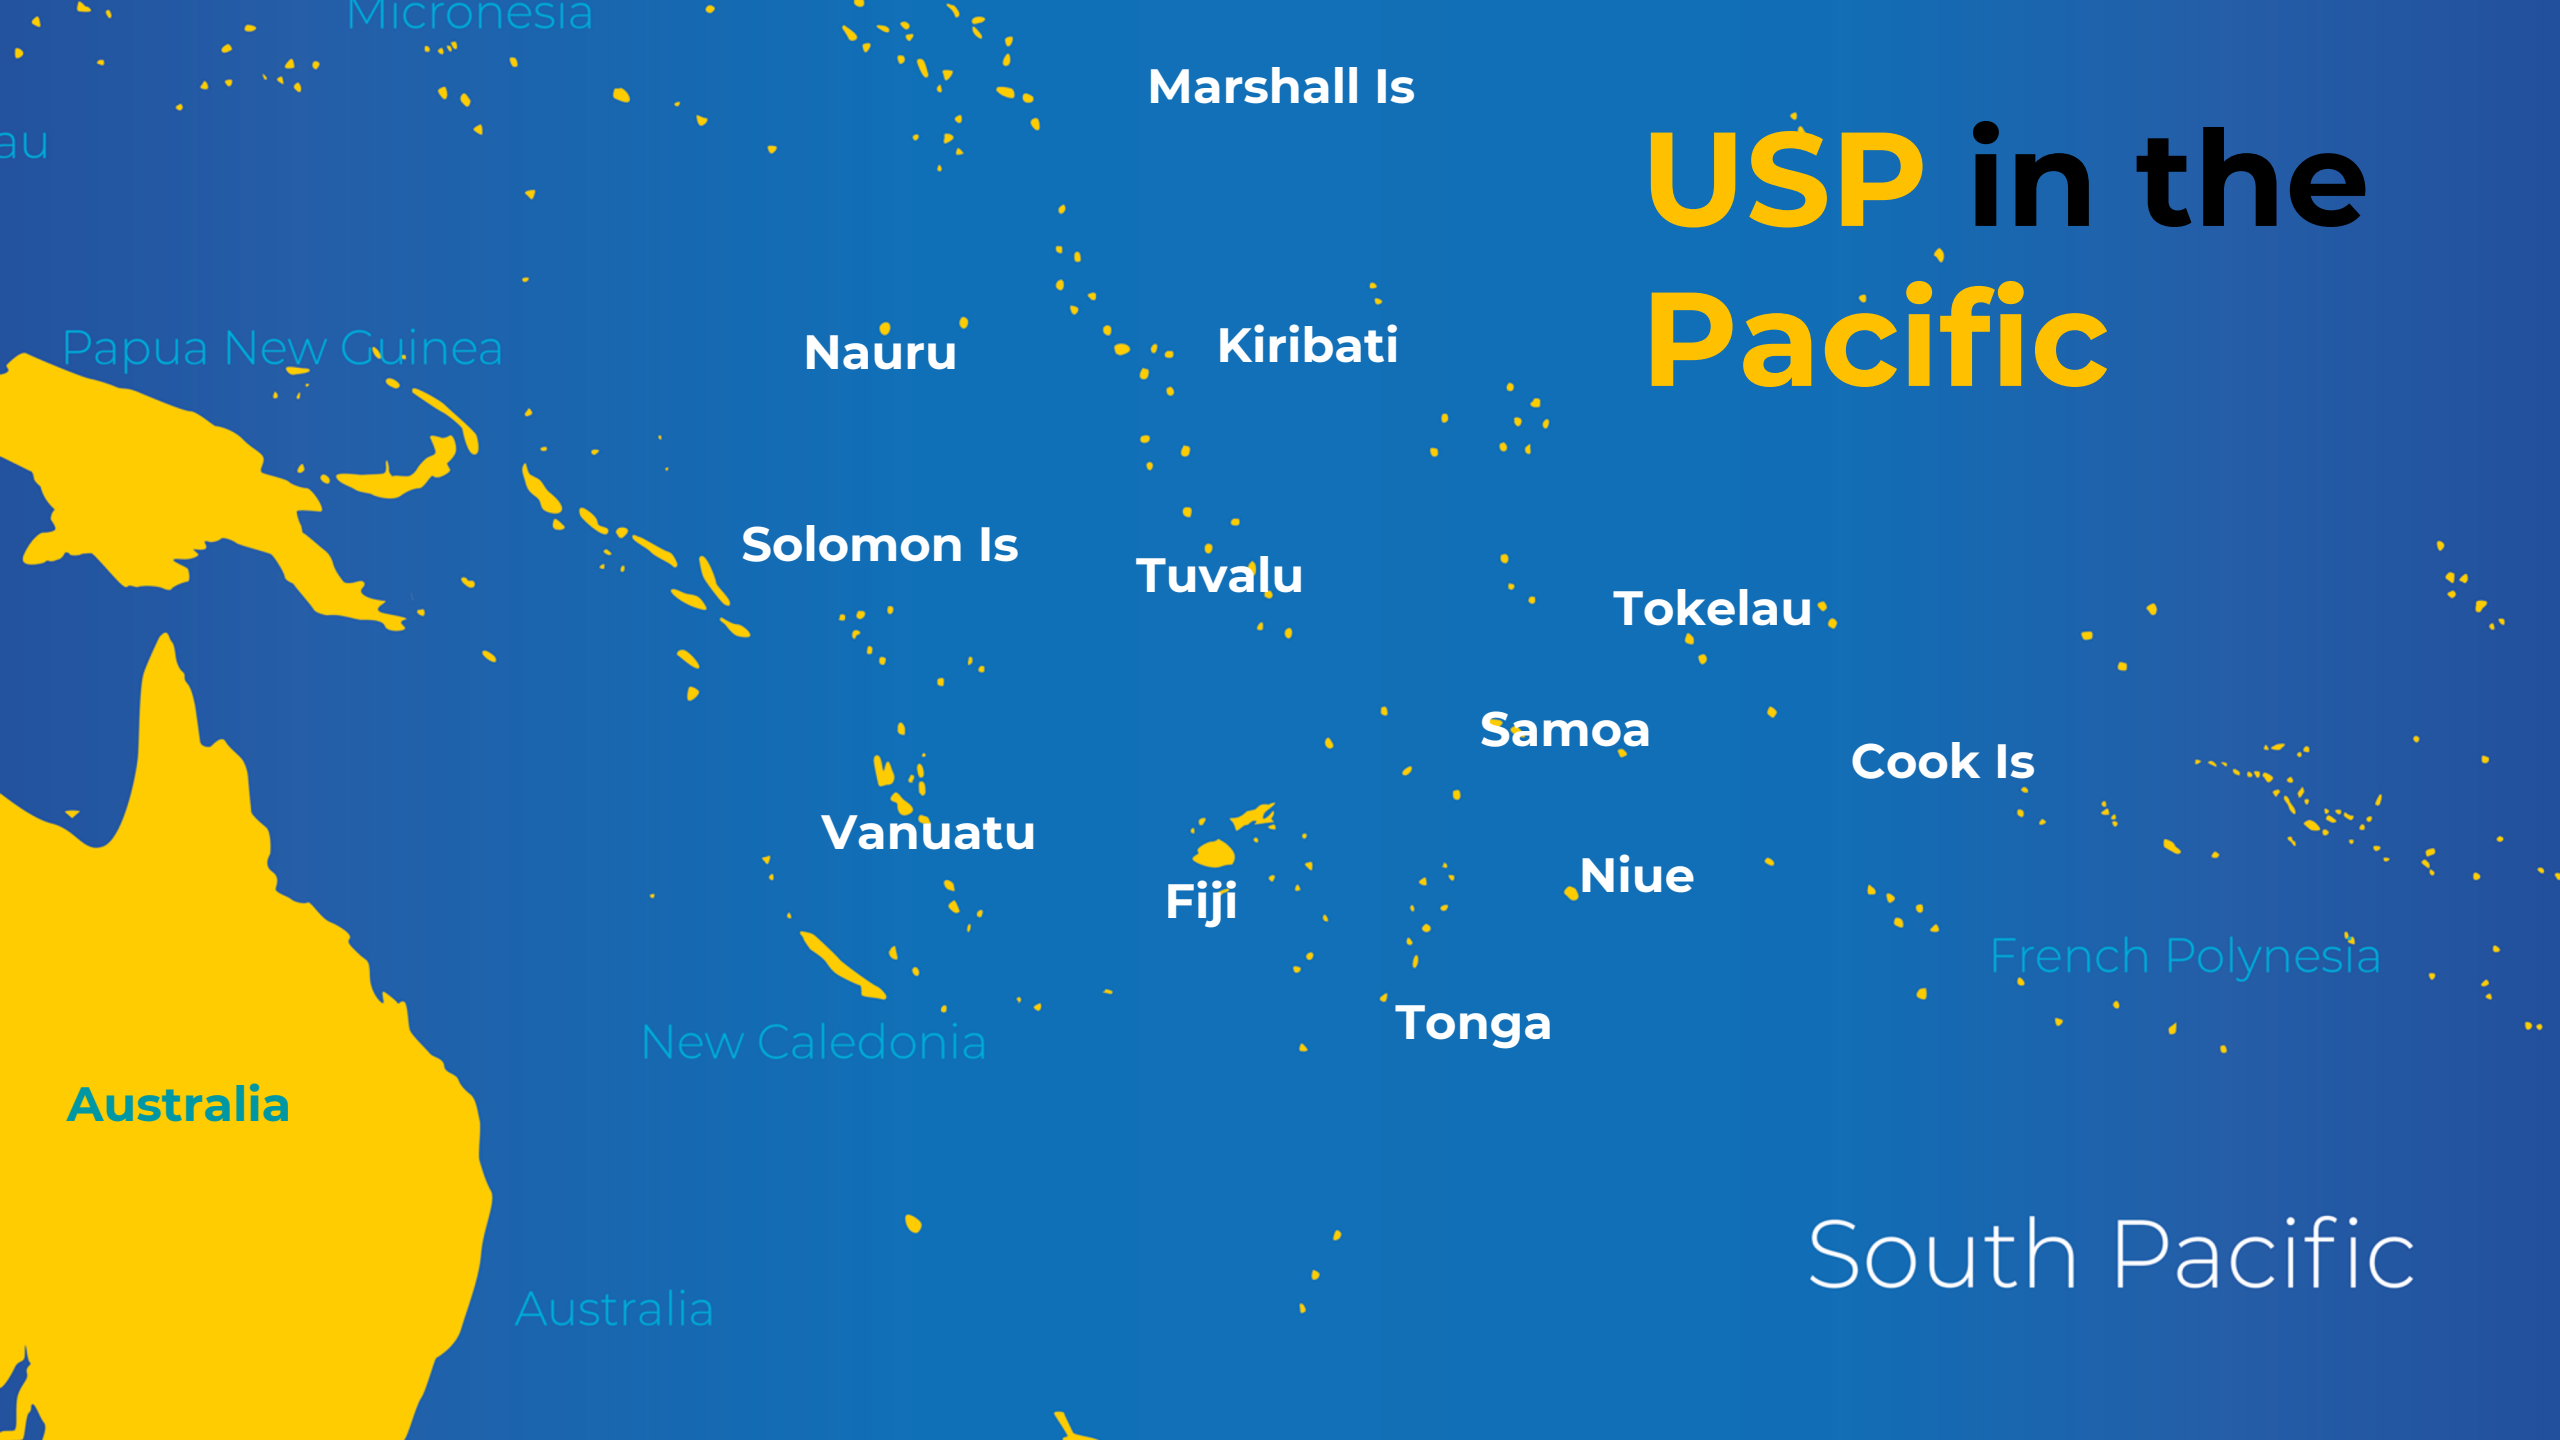 Micronesia
Marshall Is
USP in the
Pacific
au
Papua New Guinea
Nauru
Kiribati
Solomon Is
Tuvalu
Tokelau
Samoa
Cook Is
Vanuatu
Niue
Fiji
French Polynesia
Tonga
New Caledonia
Australia
South Pacific
Australia